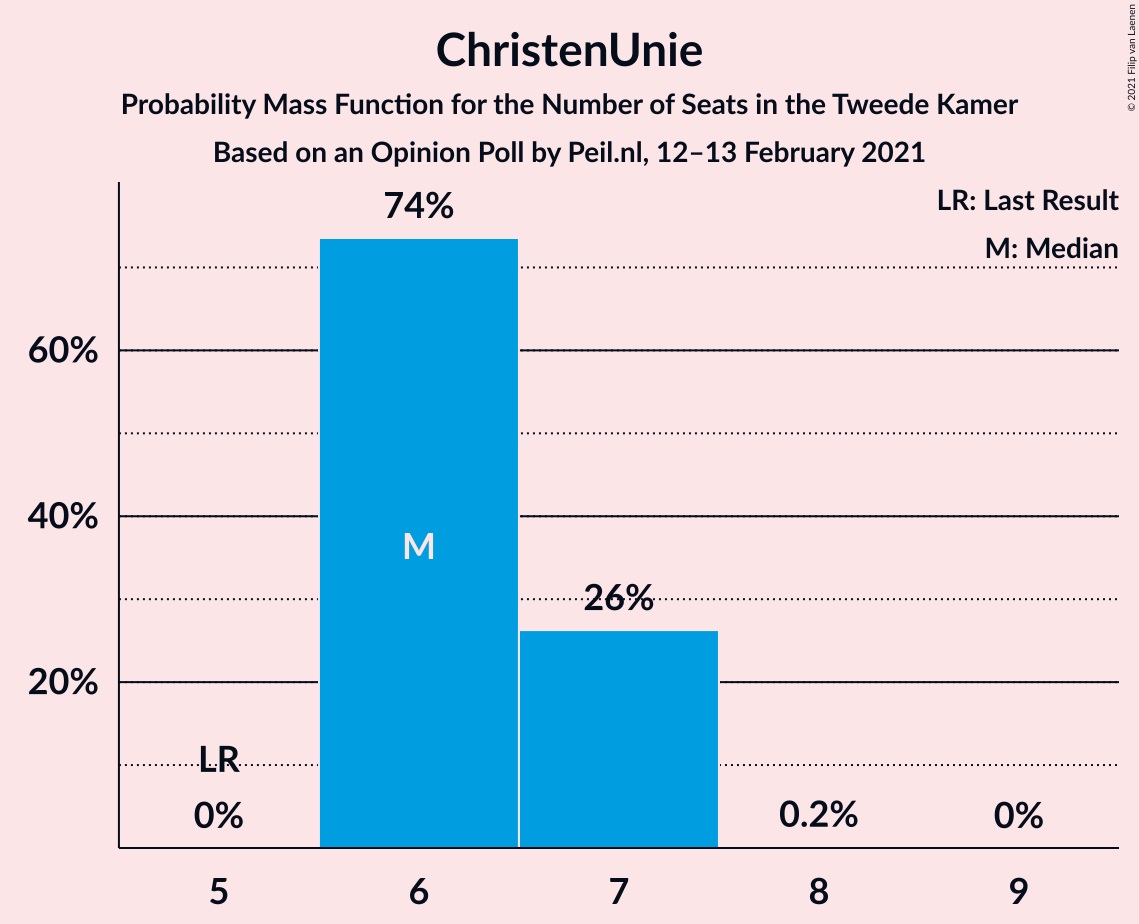 ChristenUnie
Probability Mass Function for the Number of Seats in the Tweede Kamer
Based on an Opinion Poll by Peil.nl, 12–13 February 2021
© 2021 Filip van Laenen
LR: Last Result
M: Median
74%
60%
40%
M
26%
20%
LR
0%
0.2%
0%
5
6
7
8
9